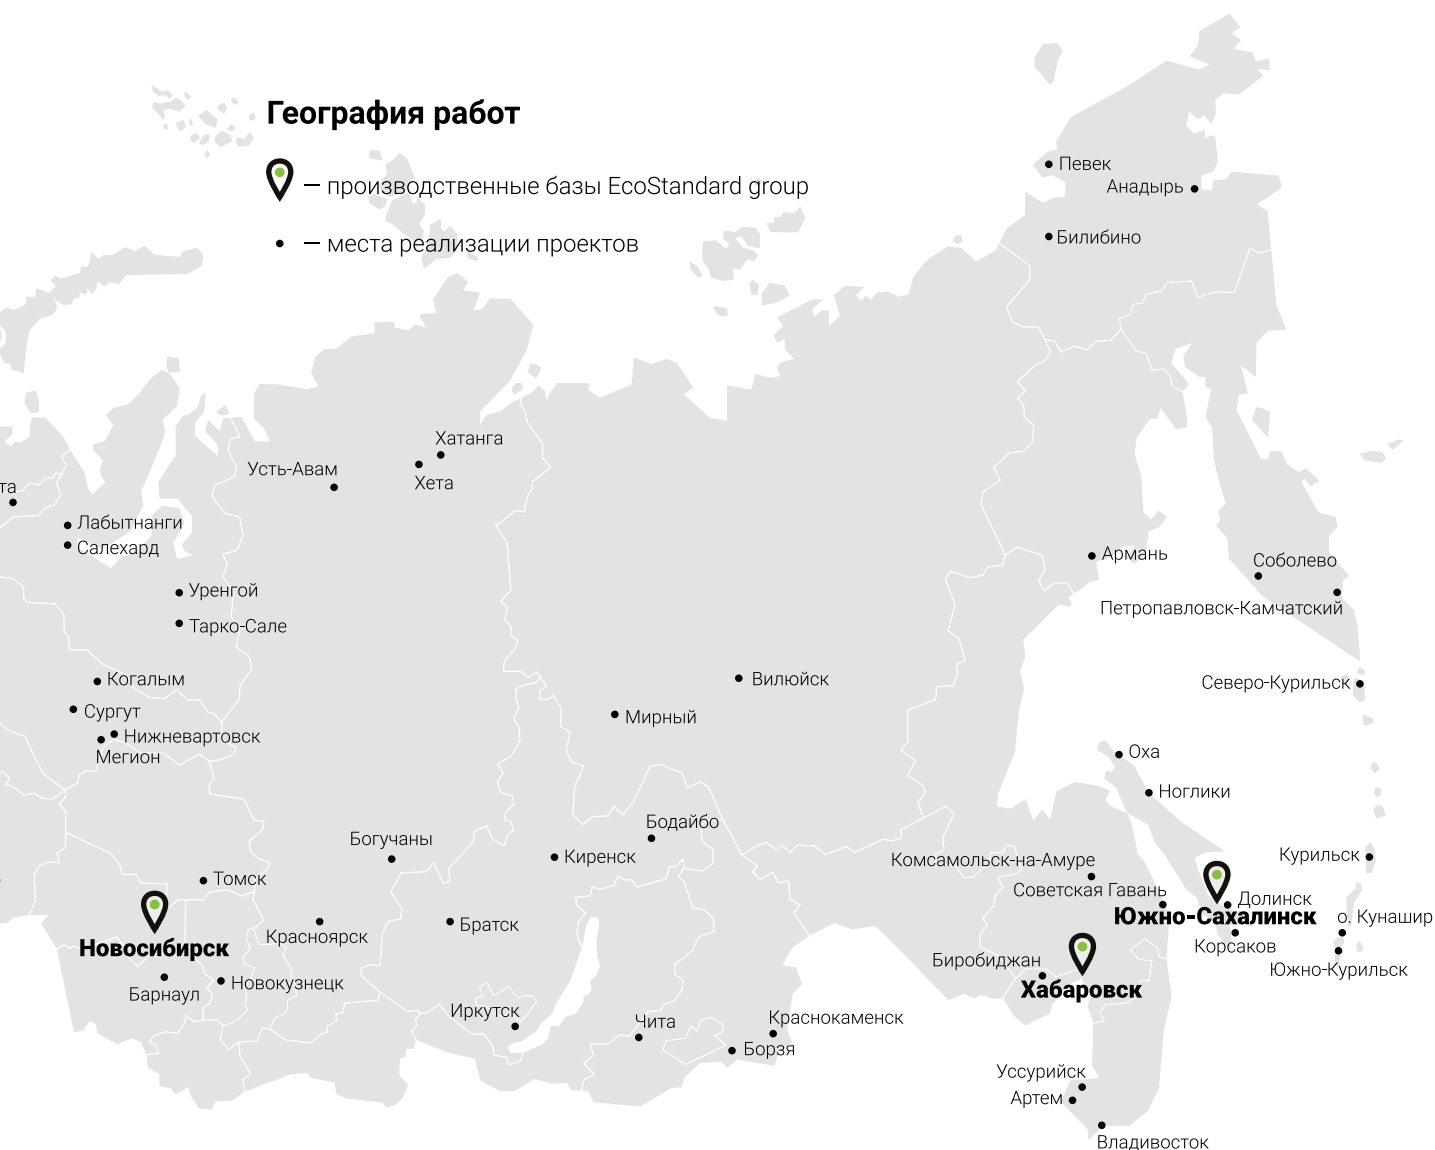 География работ
— производственные базы EcoStandard group
— места реализации проектов
Певек
Анадырь
Билибино
Хатанга
Усть-Авам
Хета
та
Лабытнанги
Салехард
Армань
Соболево
Уренгой
Петропавловск-Камчатский
Тарко-Сале
Когалым
Вилюйск
Северо-Курильск
Сургут
Мирный
Нижневартовск
Мегион
Оха
Ноглики
Бодайбо
Богучаны
Киренск
Курильск
Комсамольск-на-Амуре
Томск
Советская Гавань
Долинск
Южно-Сахалинск
о. Кунашир
Братск
Красноярск
Новосибирск
Корсаков
Биробиджан
Южно-Курильск
Новокузнецк
Барнаул
Хабаровск
Иркутск
Чита
Краснокаменск
Борзя
Уссурийск
Артем
Владивосток